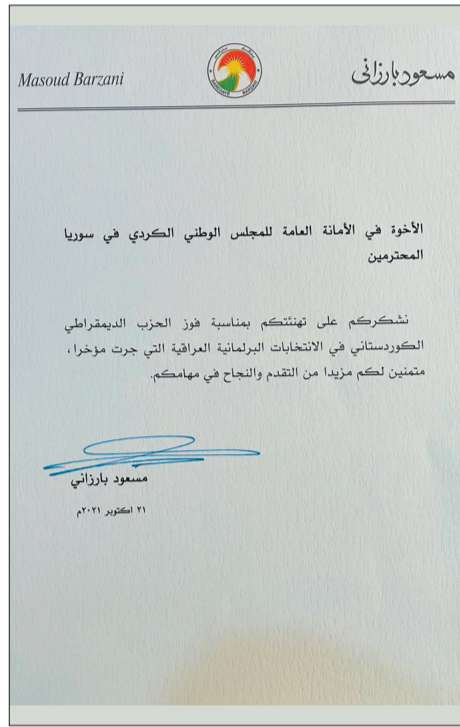 Masoud Barzani
مسعود بارزانى
الأخوة في الأمانة العامة للمجلس الوطني الكردي في سوريا
المحترمين
نشكركم على تهنئتكم بمناسبة فوز الحزب الديمقراطي
الكوردستاني في الانتخابات البرلمانية العراقية التي جرت مؤخرا،
متمنين لكم مزيدا من التقدم والنجاح في مهامكم.
مسعود بارزاني
٢١ اكتوبر ٢٠٢١م